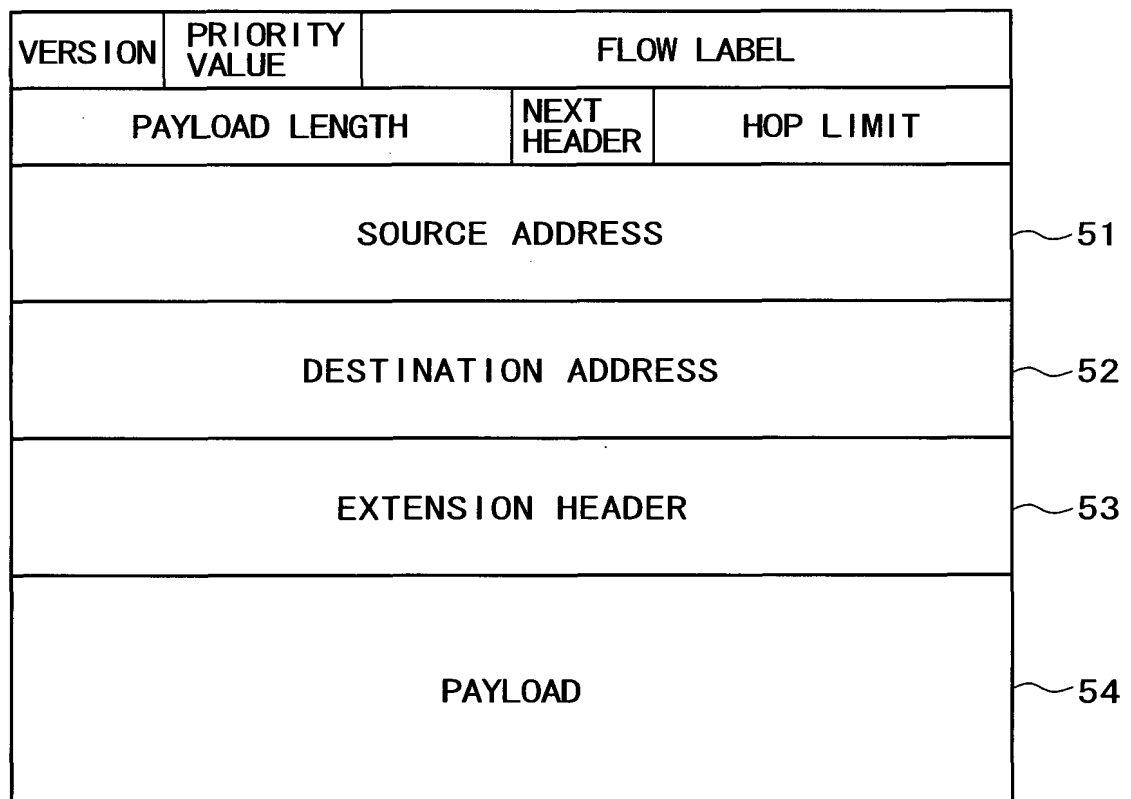 VERSION PRIORITY VALUE FLOW LABEL
PAYLOAD LENGTH NEXT HEADER HOP LIMIT
SOURCE ADDRESS 51
DESTINATION ADDRESS 52
EXTENSION HEADER 53
PAYLOAD 54